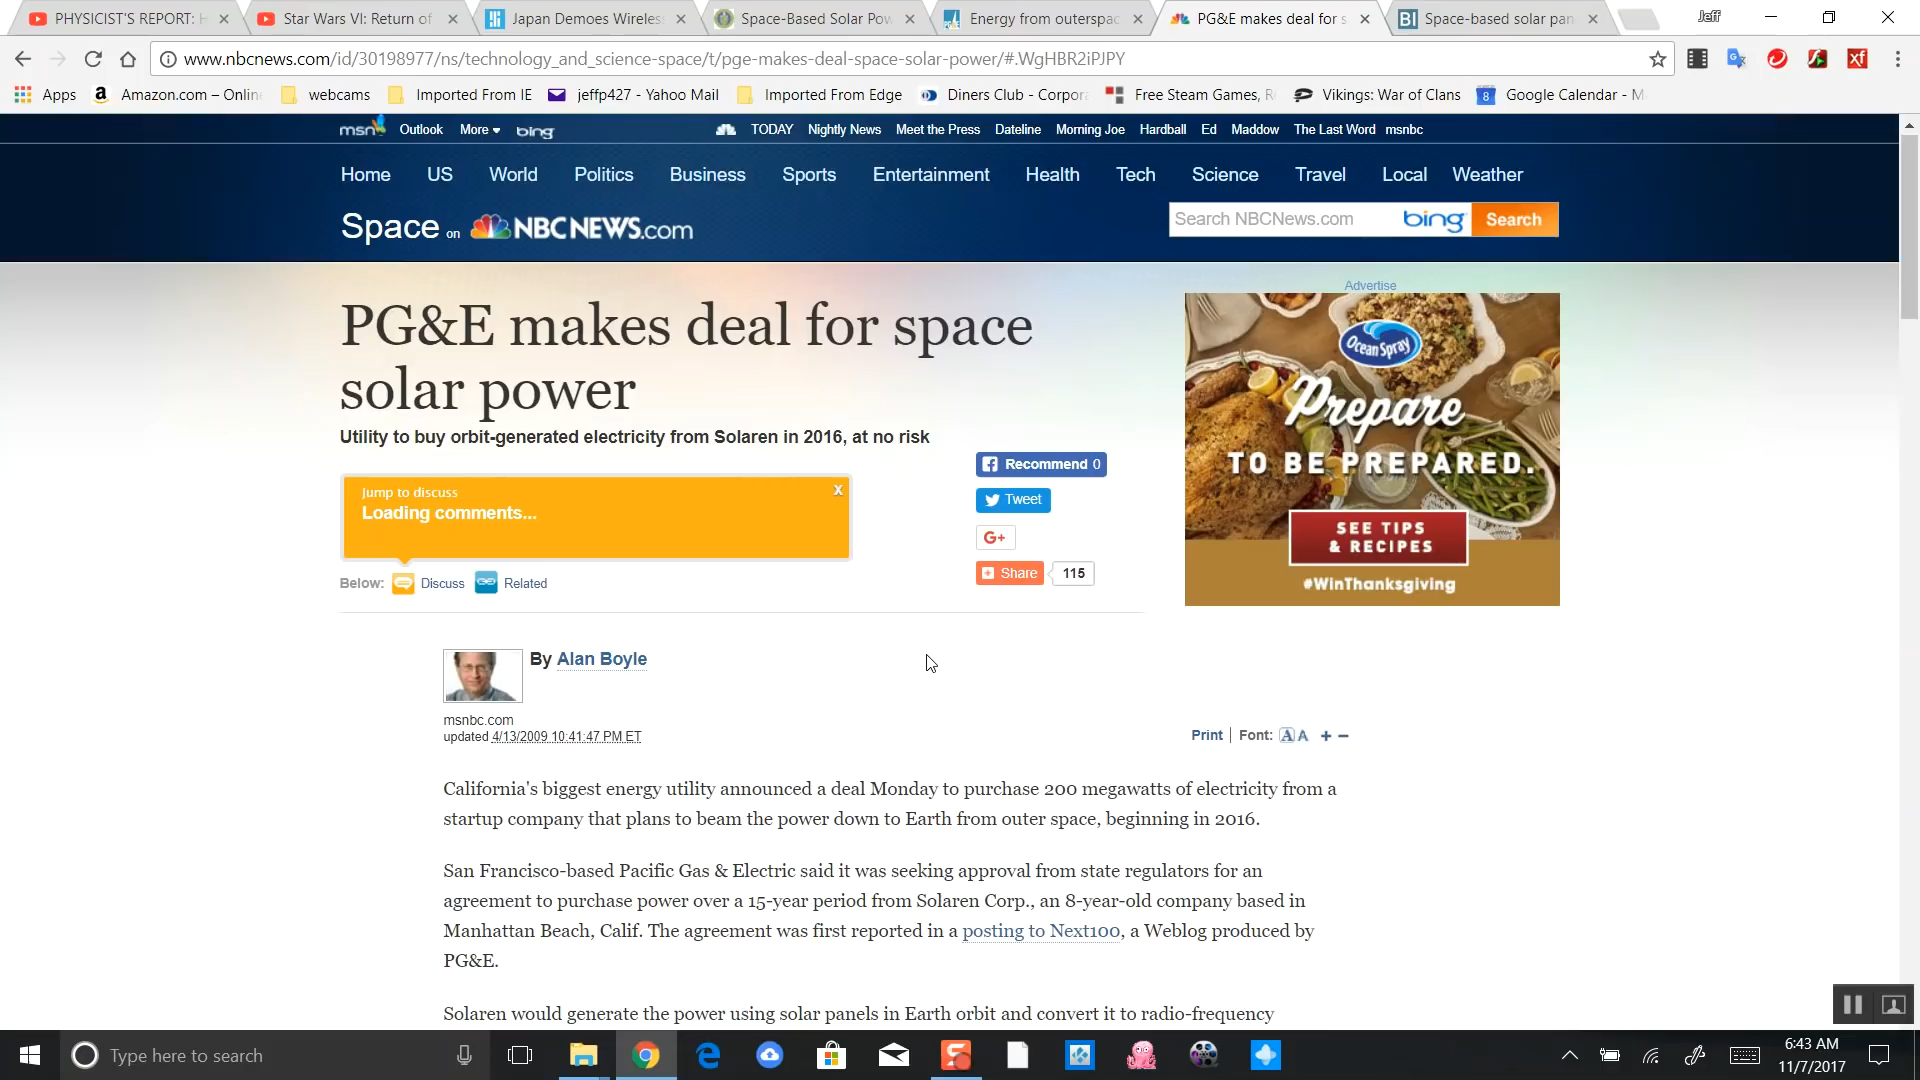 PHYSICIST'S REPORT: H
Star Wars VI: Return of
Japan Demoes Wireles
Space-Based Solar Pow
Energy from outerspac
PG&E makes deal for s
BI Space-based solar pan
Jeff
www.nbcnews.com/id/30198977/ns/technology_and_science-space/t/pge-makes-deal-space-solar-power/#.WgHBR2iPJPY
Apps
Amazon.com – Onlin
webcams
Imported From IE
jeffp427 - Yahoo Mail
Imported From Edge
Diners Club - Corpora
Free Steam Games, R
Vikings: War of Clans
8 Google Calendar - M
msn Outlook More bing TODAY Nightly News Meet the Press Dateline Morning Joe Hardball Ed Maddow The Last Word msnbc
Home US World Politics Business Sports Entertainment Health Tech Science Travel Local Weather
Space on NBCNEWS.com
Search NBCNews.com bing Search
PG&E makes deal for space
solar power
Utility to buy orbit-generated electricity from Solaren in 2016, at no risk
Jump to discuss x
Loading comments...
Below: Discuss Related
Recommend 0
Tweet
G+
Share 115
Advertise
Ocean Spray
Prepare
TO BE PREPARED.
SEE TIPS
& RECIPES
#WinThanksgiving
By Alan Boyle
msnbc.com
updated 4/13/2009 10:41:47 PM ET
Print | Font: A A + –
California's biggest energy utility announced a deal Monday to purchase 200 megawatts of electricity from a
startup company that plans to beam the power down to Earth from outer space, beginning in 2016.
San Francisco-based Pacific Gas & Electric said it was seeking approval from state regulators for an
agreement to purchase power over a 15-year period from Solaren Corp., an 8-year-old company based in
Manhattan Beach, Calif. The agreement was first reported in a posting to Next100, a Weblog produced by
PG&E.
Solaren would generate the power using solar panels in Earth orbit and convert it to radio-frequency
Type here to search
6:43 AM
11/7/2017